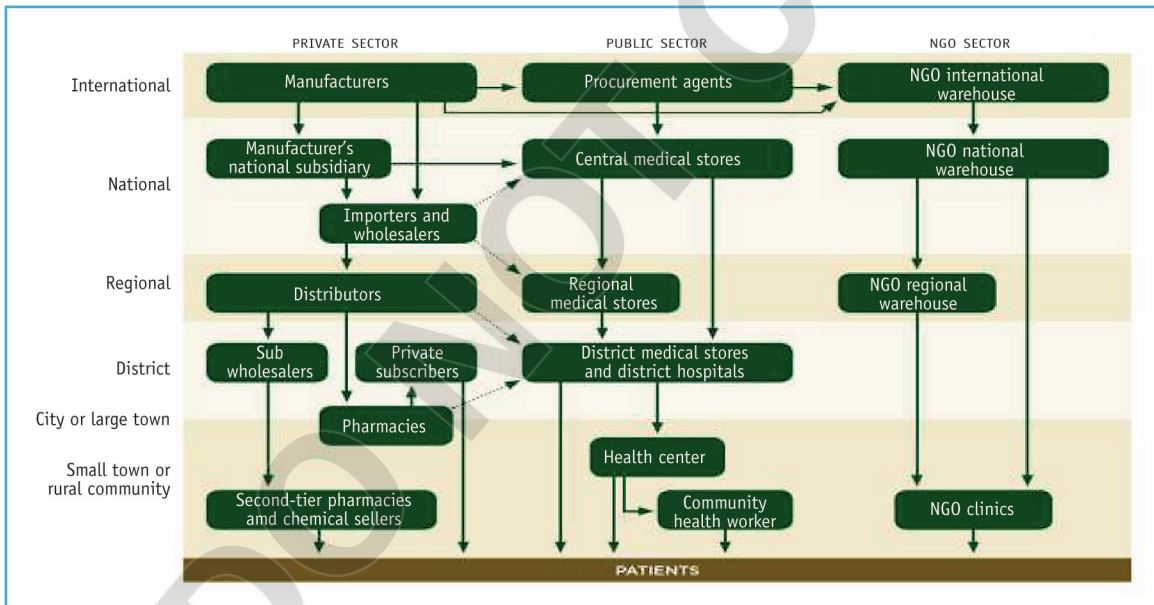 PRIVATE SECTOR
PUBLIC SECTOR
NGO SECTOR
International
Manufacturers
Procurement agents
NGO international
warehouse
National
Manufacturer's
national subsidiary
Central medical stores
NGO national
warehouse
Importers and
wholesalers
Regional
Distributors
Regional
medical stores
NGO regional
warehouse
District
Sub
wholesalers
Private
subscribers
District medical stores
and district hospitals
City or large town
Pharmacies
Small town or
rural community
Health center
Second-tier pharmacies
amd chemical sellers
Community
health worker
NGO clinics
PATIENTS
DO NOT C